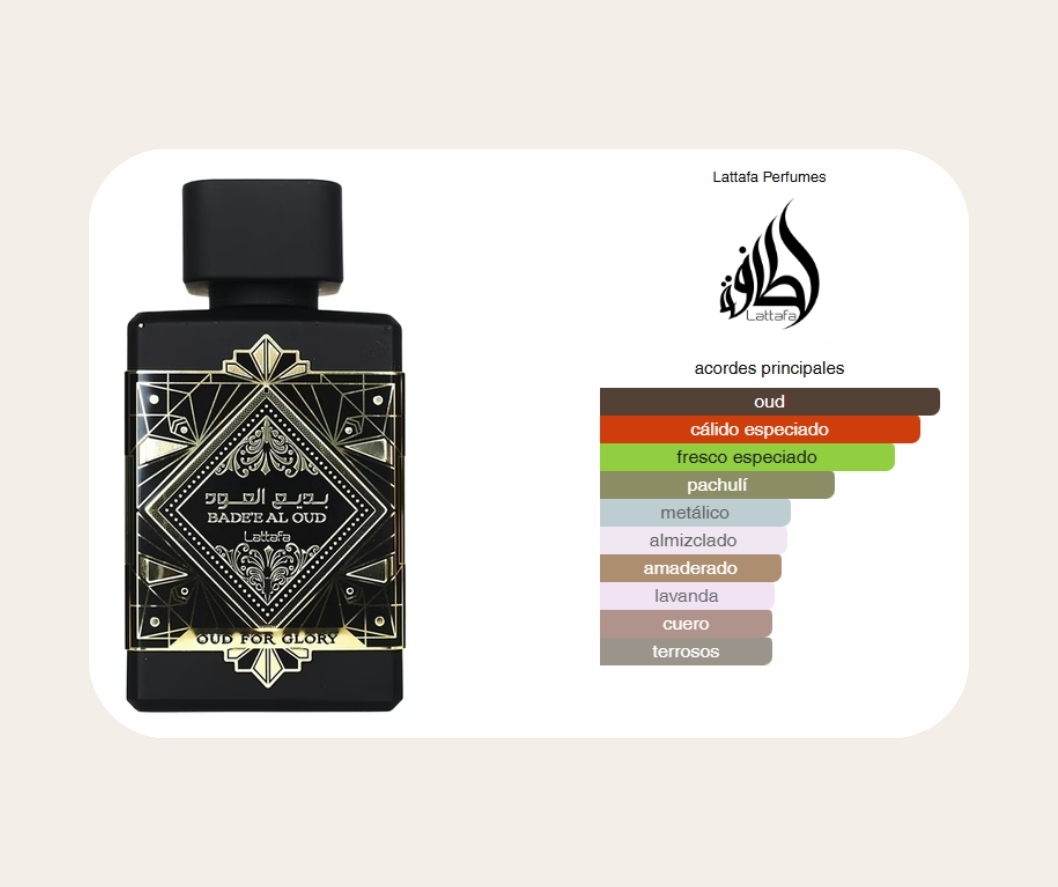 بديع العود
BADE'E AL OUD
Lattafa
OUD FOR GLORY
Lattafa Perfumes
لطافة
Lattafa
acordes principales
oud
cálido especiado
fresco especiado
pachulí
metálico
almizclado
amaderado
lavanda
cuero
terrosos